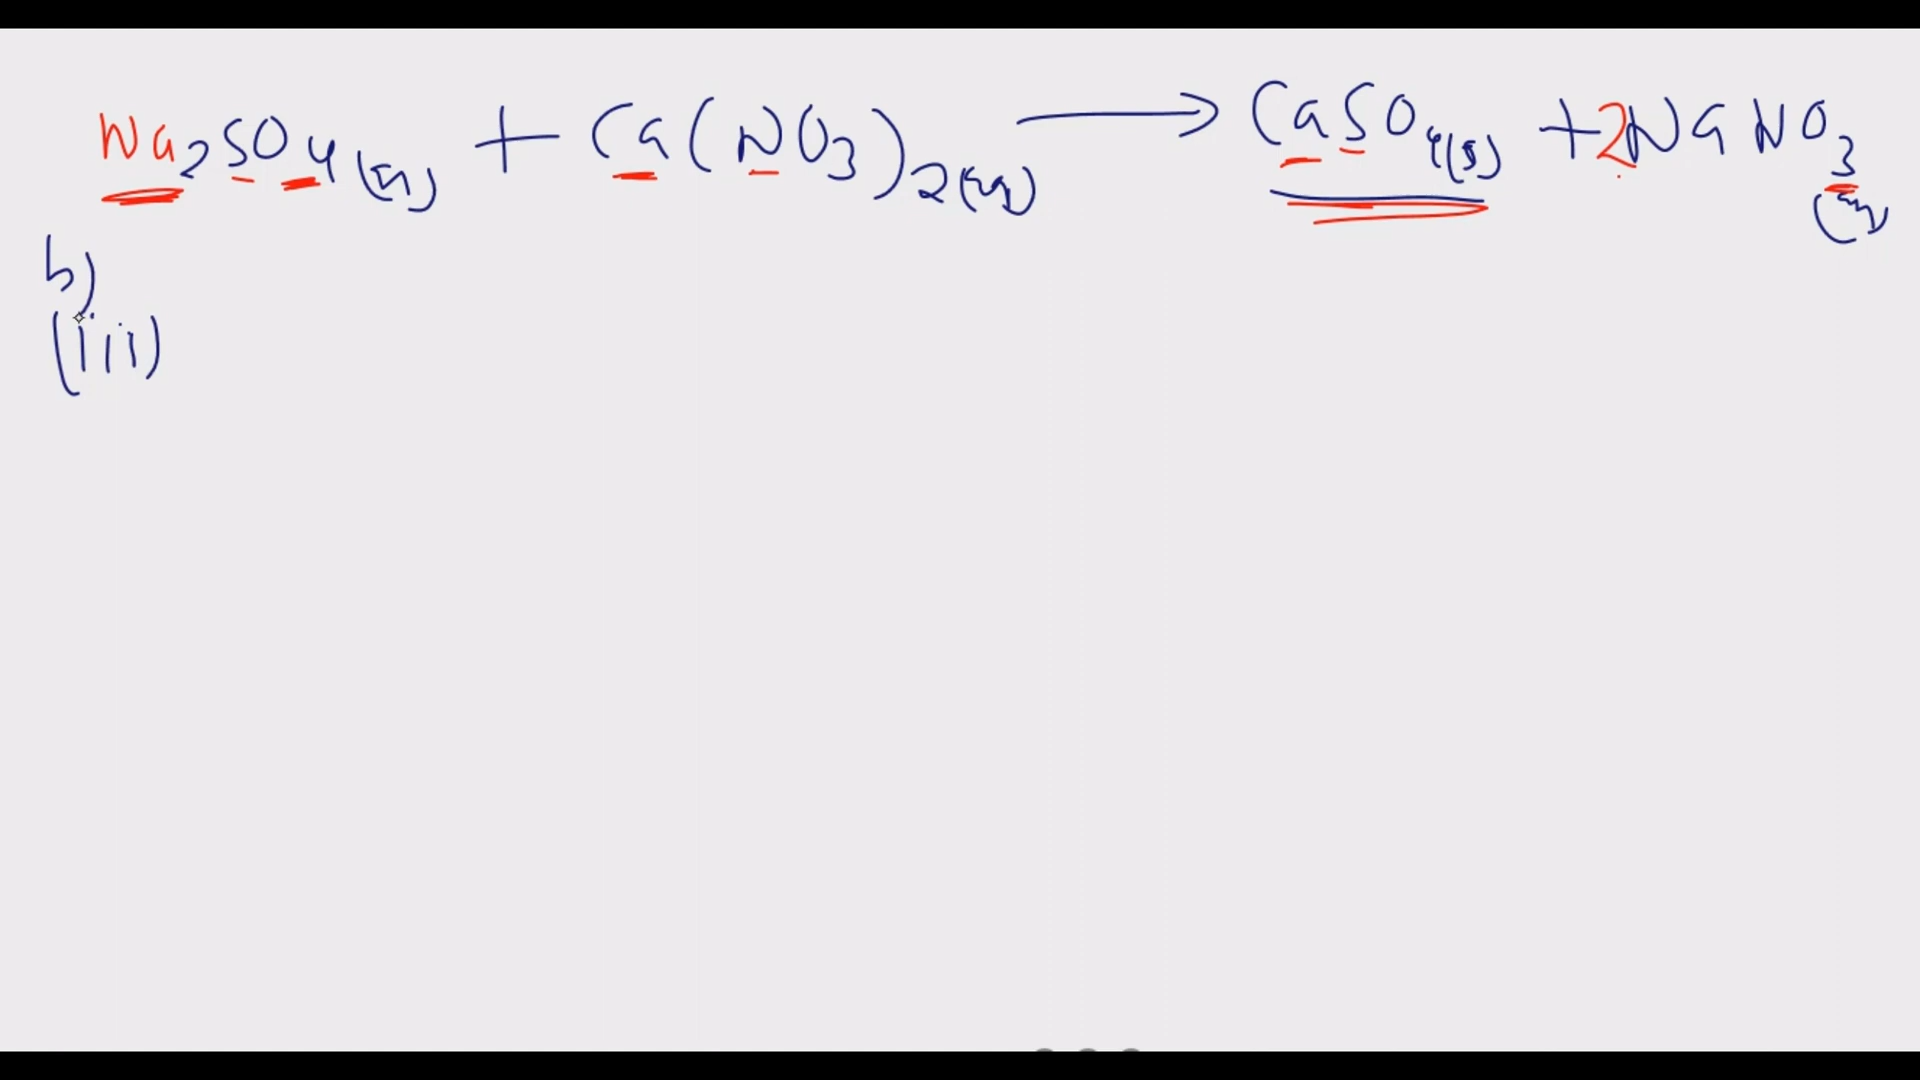 Na₂SO₄(aq) + Ca(NO₃)₂(aq) ⟶ CaSO₄(s) + 2NaNO₃(aq)
b)
(iii)